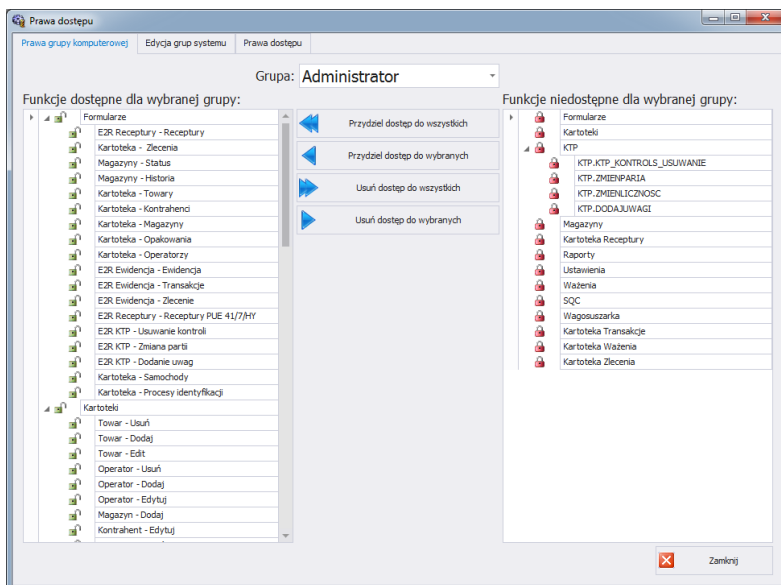 Prawa dostępu
Prawa grupy komputerowej Edycja grup systemu Prawa dostępu
Grupa: Administrator
Funkcje dostępne dla wybranej grupy:
Formularze
E2R Receptury - Receptury
Kartoteka - Zlecenia
Magazyny - Status
Magazyny - Historia
Kartoteka - Towary
Kartoteka - Kontrahenci
Kartoteka - Magazyny
Kartoteka - Opakowania
Kartoteka - Operatorzy
E2R Ewidencja - Ewidencja
E2R Ewidencja - Transakcje
E2R Ewidencja - Zlecenie
E2R Receptury - Receptury PUE 41/7/HY
E2R KTP - Usuwanie kontroli
E2R KTP - Zmiana partii
E2R KTP - Dodanie uwag
Kartoteka - Samochody
Kartoteka - Procesy identyfikacji
Kartoteki
Towar - Usuń
Towar - Dodaj
Towar - Edit
Operator - Usuń
Operator - Dodaj
Operator - Edytuj
Magazyn - Dodaj
Kontrahent - Edytuj
Przydziel dostęp do wszystkich
Przydziel dostęp do wybranych
Usuń dostęp do wszystkich
Usuń dostęp do wybranych
Funkcje niedostępne dla wybranej grupy:
Formularze
Kartoteki
KTP
KTP.KTP_KONTROLS_USUWANIE
KTP.ZMIENPARIA
KTP.ZMIENLICZNOSC
KTP.DODAJUWAGI
Magazyny
Kartoteka Receptury
Raporty
Ustawienia
Ważenia
SQC
Wagosuszarka
Kartoteka Transakcje
Kartoteka Ważenia
Kartoteka Zlecenia
Zamknij